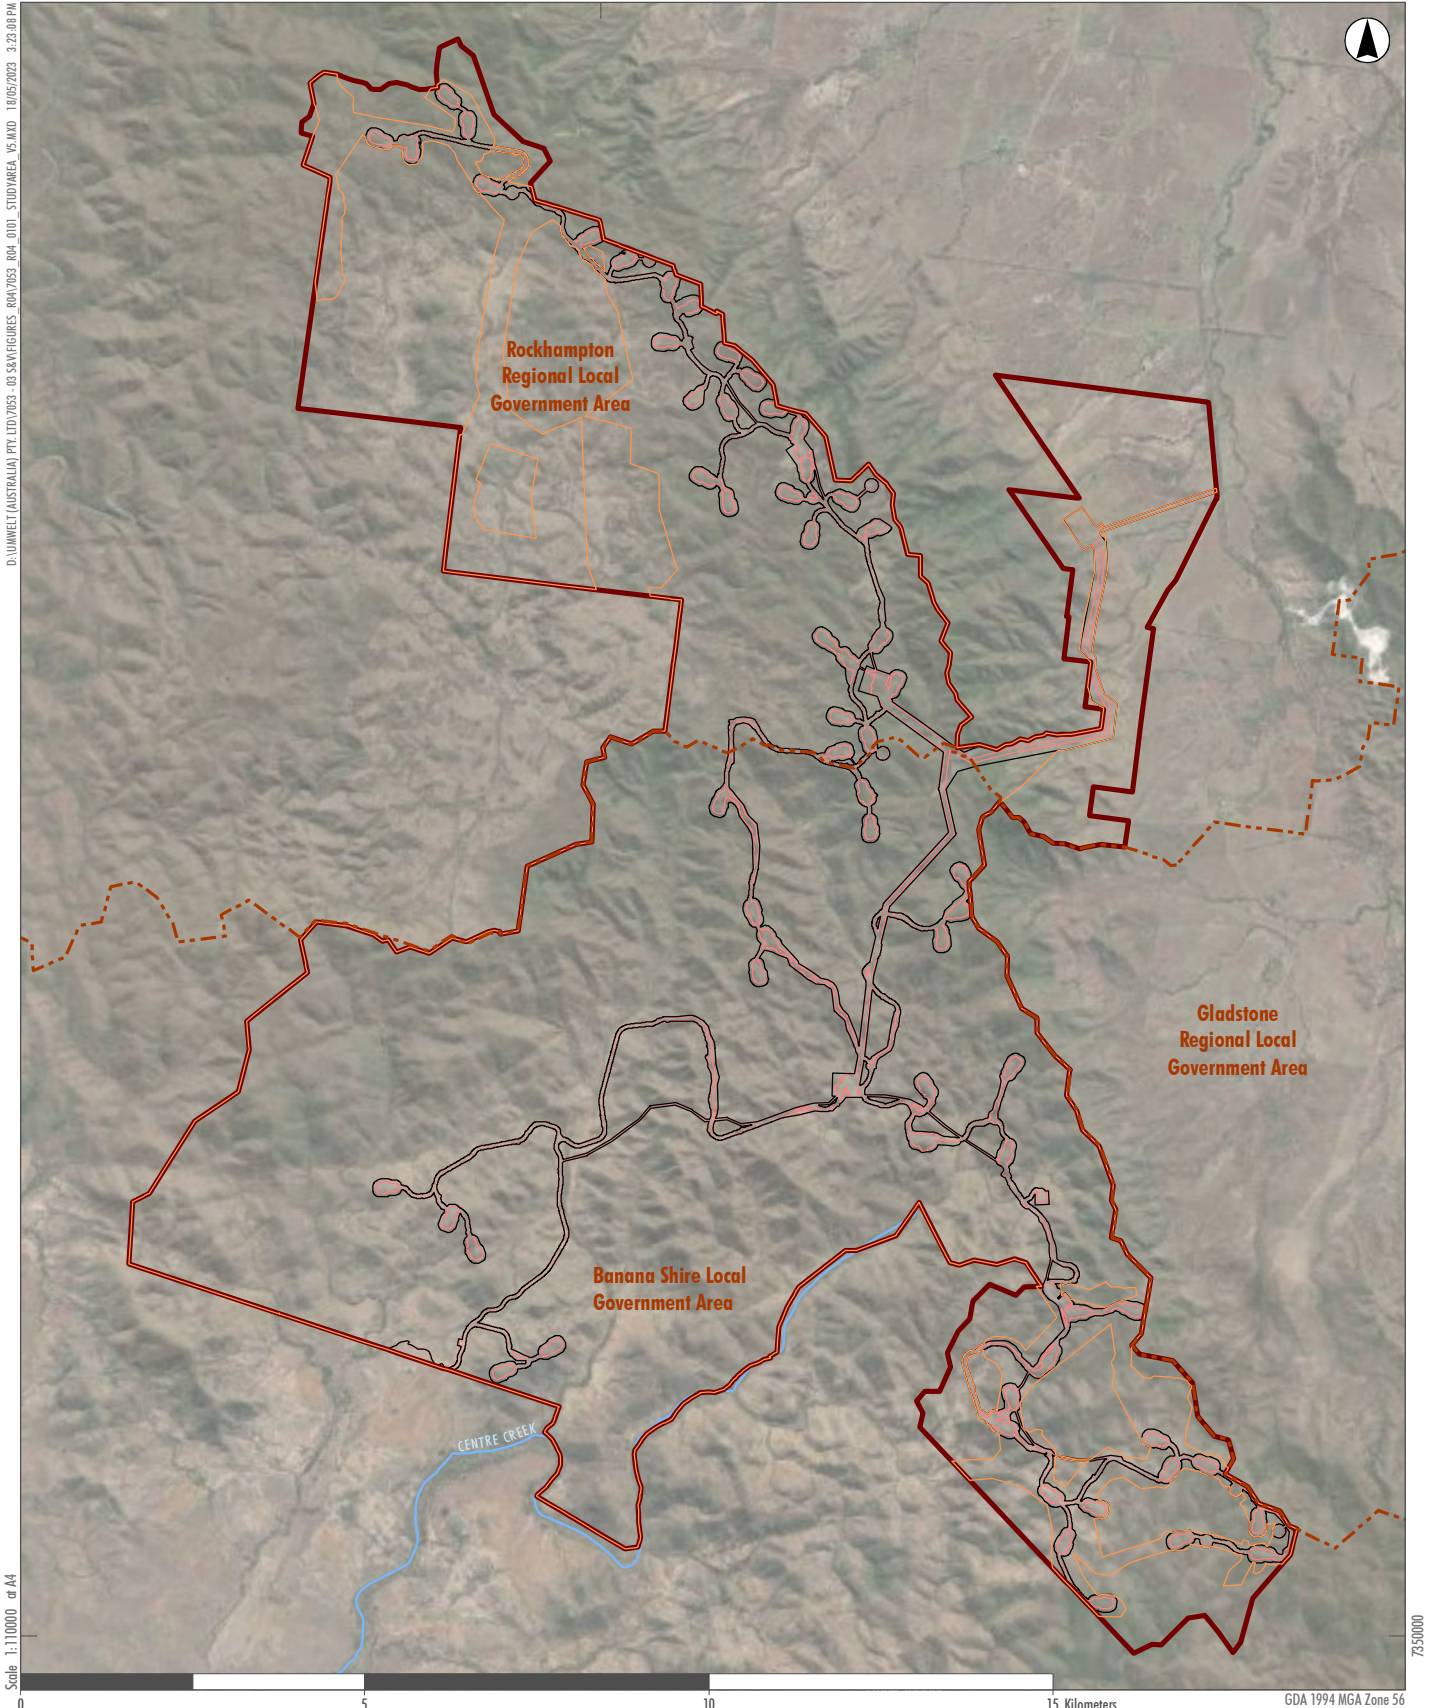 D:\UMWELT (AUSTRALIA) PTY. LTD\7053 - 03 S&V\FIGURES_R04\7053_R04_0101_STUDYAREA_V5.MXD 18/05/2023 3:23:08 PM
Rockhampton
Regional Local
Government Area
Gladstone
Regional Local
Government Area
Banana Shire Local
Government Area
CENTRE CREEK
Scale 1:110000 at A4
7350000
0 5 10 15 Kilometers
GDA 1994 MGA Zone 56